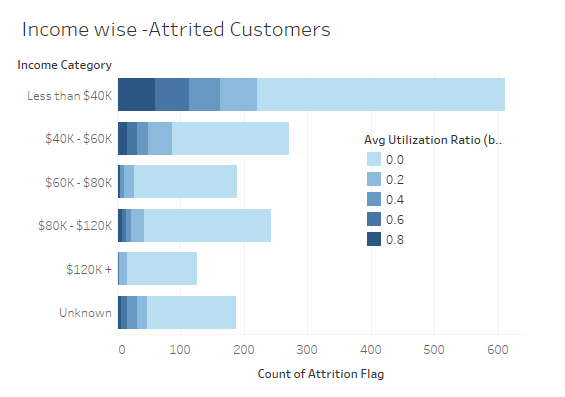 Income wise -Attrited Customers
Income Category
Less than $40K
$40K - $60K
$60K - $80K
$80K - $120K
$120K +
Unknown
Avg Utilization Ratio (b..
0.0
0.2
0.4
0.6
0.8
0 100 200 300 400 500 600
Count of Attrition Flag